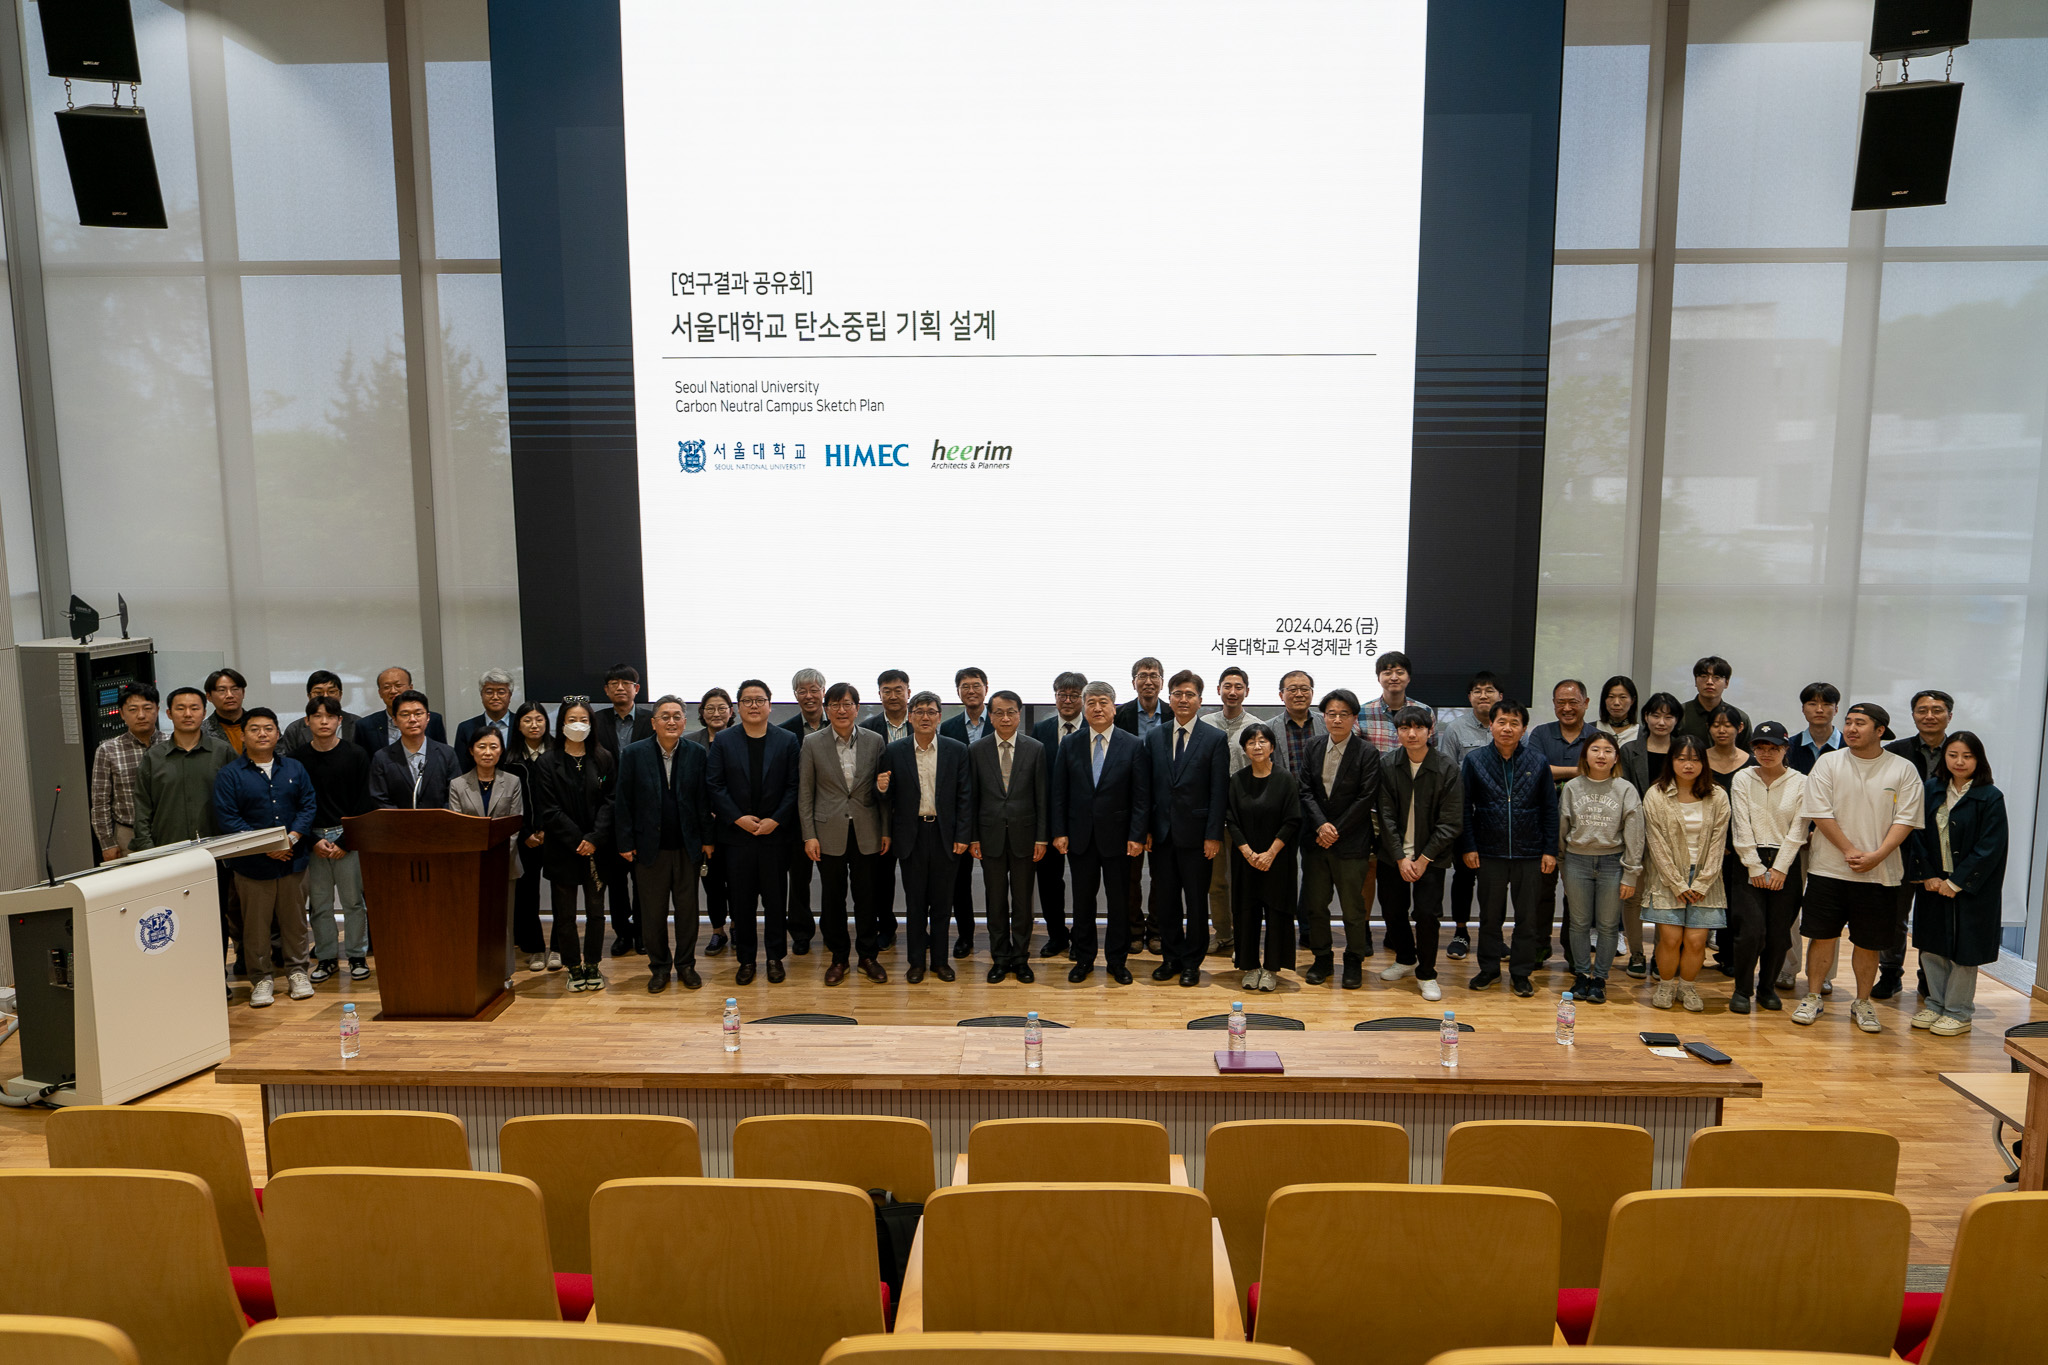 [연구결과 공유회]
서울대학교 탄소중립 기획 설계
Seoul National University
Carbon Neutral Campus Sketch Plan
서울대학교 HIMEC heerim
SEOUL NATIONAL UNIVERSITY Architects & Planners
2024.04.26 (금)
서울대학교 우석경제관 1층